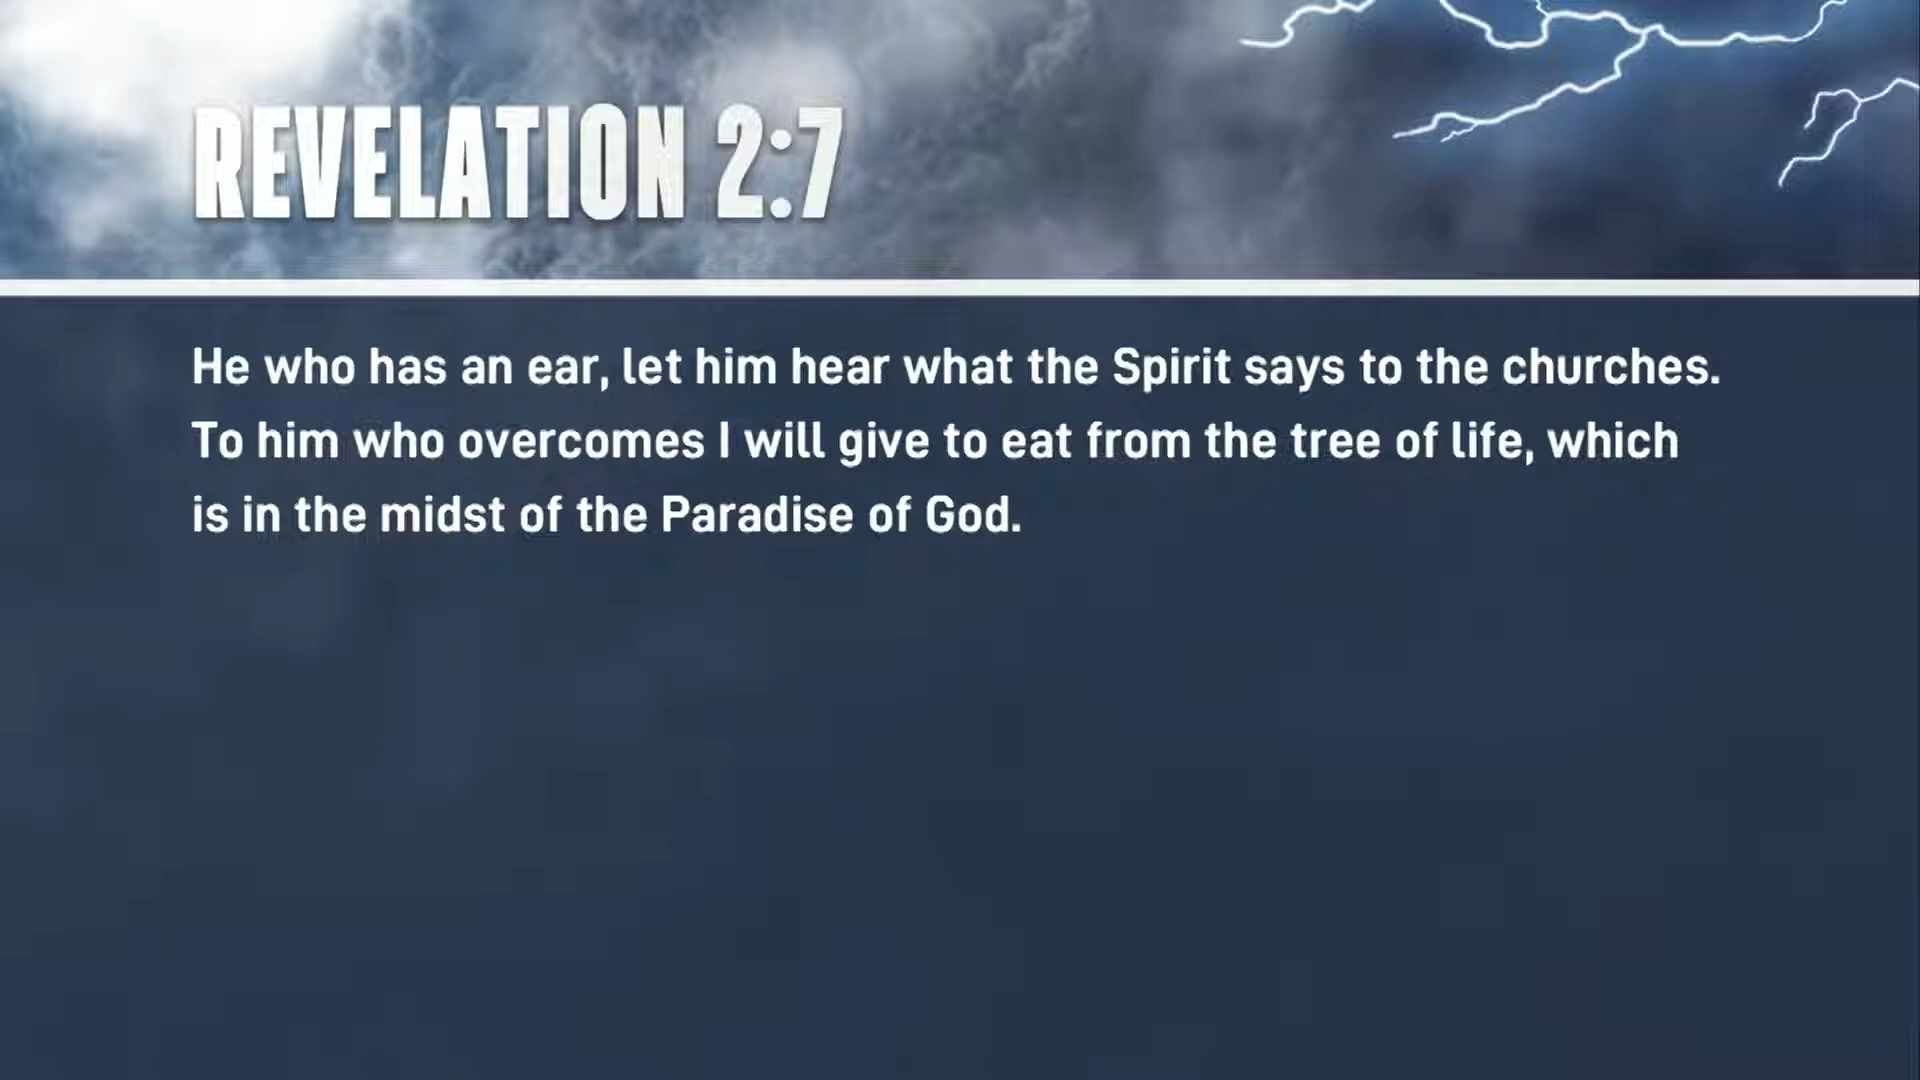 REVELATION 2:7
He who has an ear, let him hear what the Spirit says to the churches.
To him who overcomes I will give to eat from the tree of life, which
is in the midst of the Paradise of God.